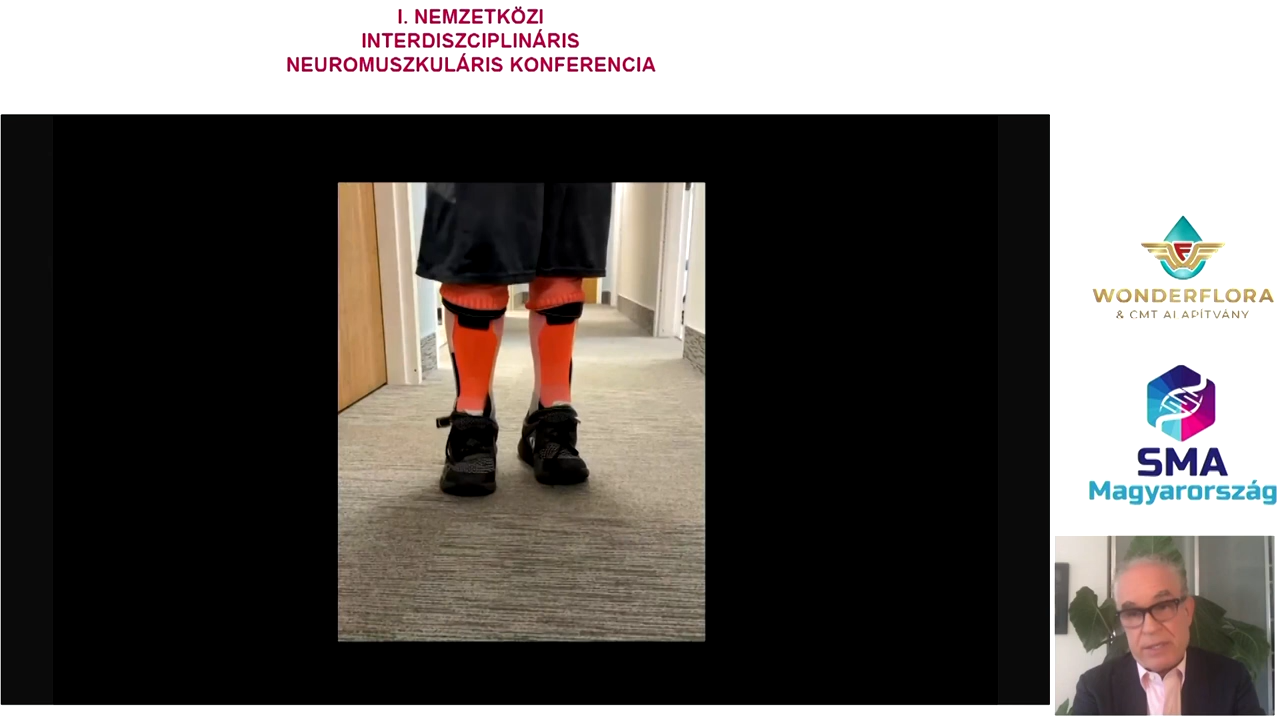 I. NEMZETKÖZI
INTERDISZCIPLINÁRIS
NEUROMUSZKULÁRIS KONFERENCIA
WONDERFLORA
& CMT ALAPÍTVÁNY
SMA
Magyarország